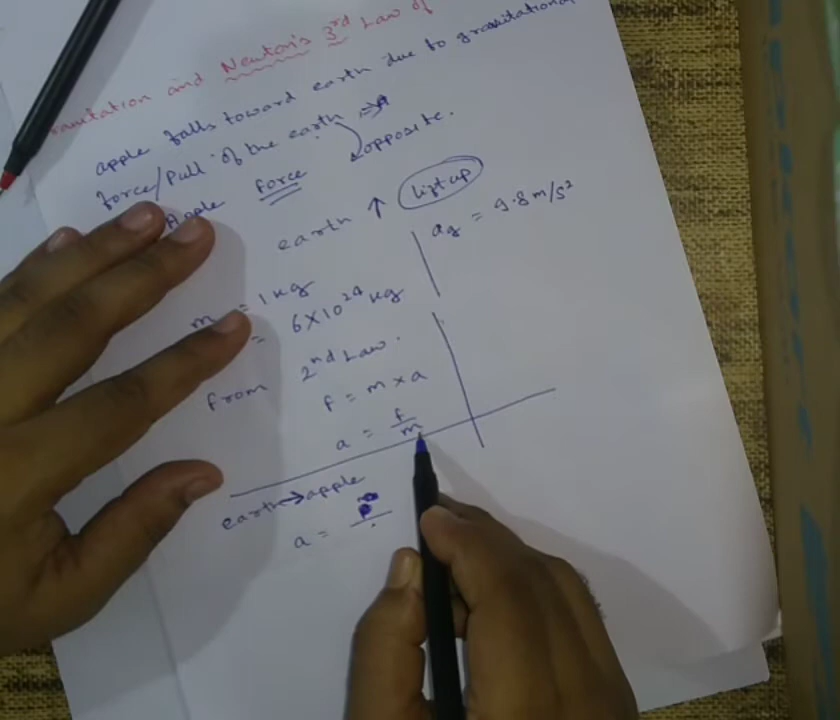 and Newton's 3rd Law of
apple falls toward earth due to gravitational
force/Pull of the earth
Apple force opposite.
earth ↑ lift up
ag = 9.8 m/s²
m = 1 kg
= 6×10²⁴ kg
from 2nd Law.
f = m × a
a = f/m
earth → apple
a =